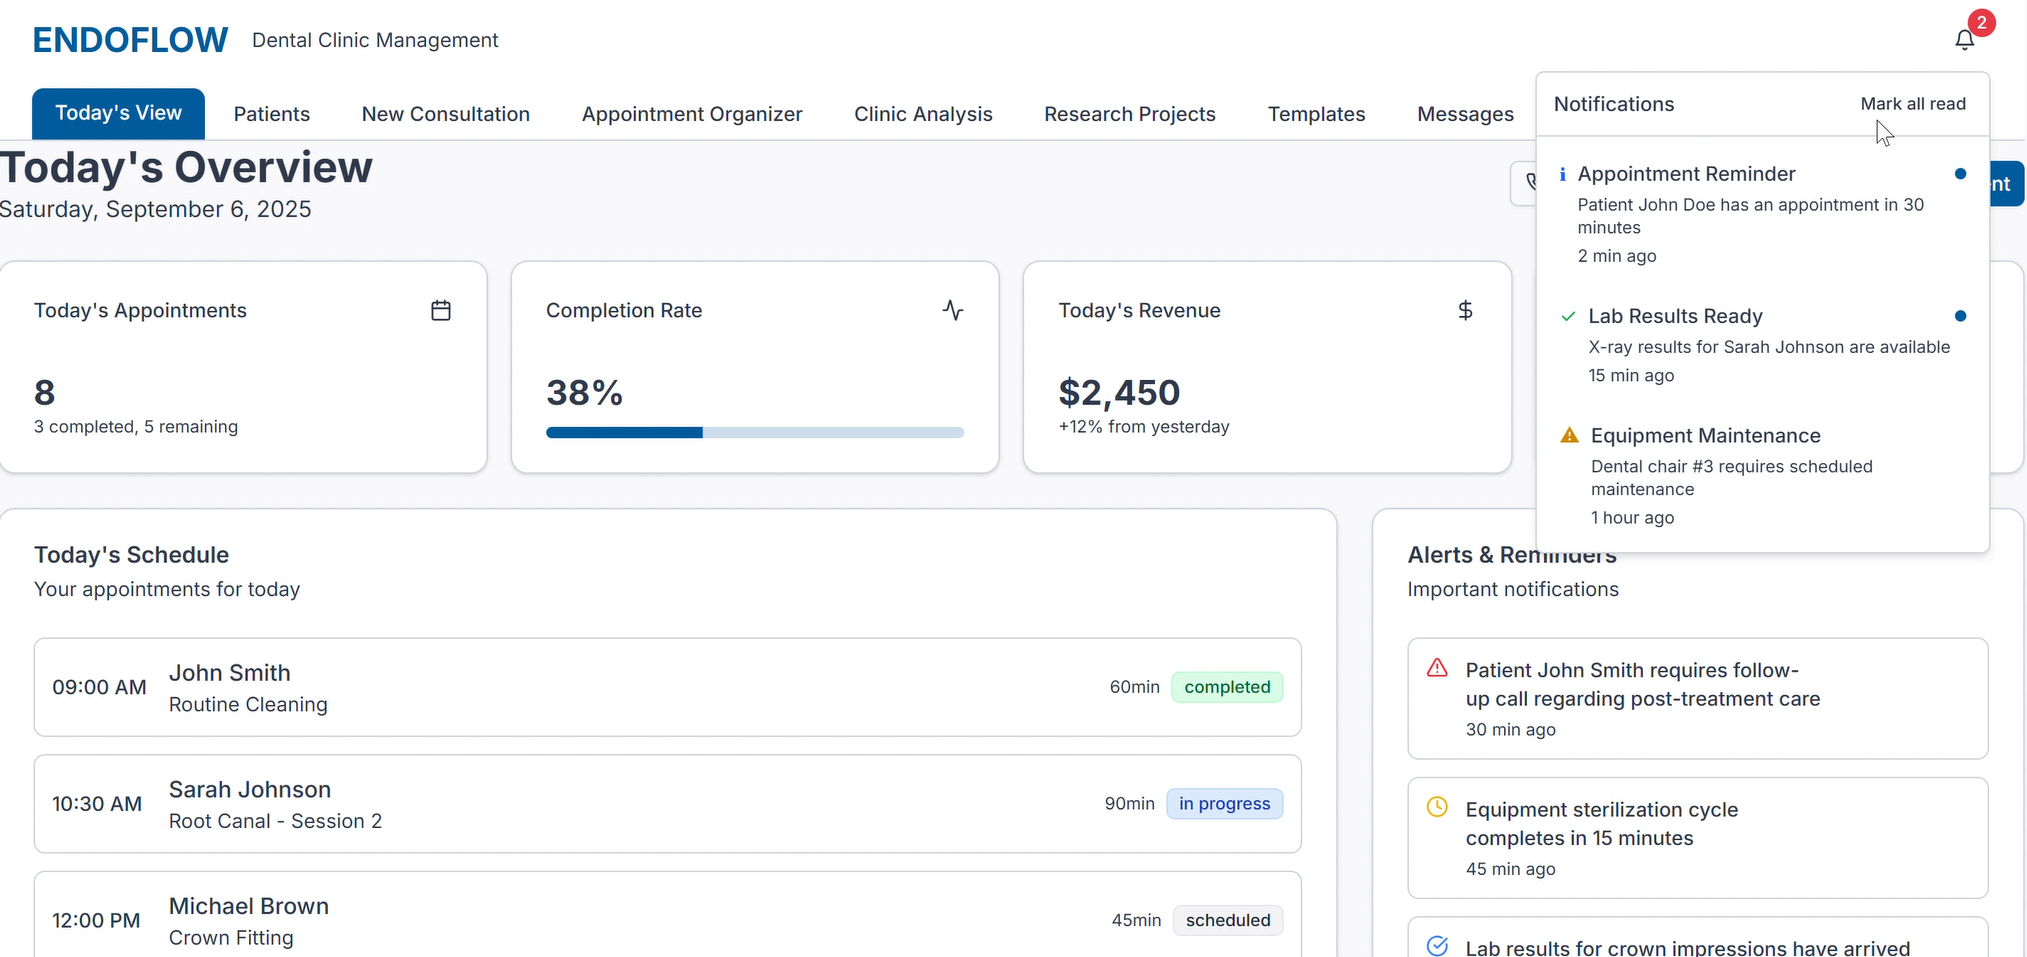 ENDOFLOW
Dental Clinic Management
2
Today's View
Patients
New Consultation
Appointment Organizer
Clinic Analysis
Research Projects
Templates
Messages
Notifications
Mark all read
Appointment Reminder
Patient John Doe has an appointment in 30
minutes
2 min ago
Lab Results Ready
X-ray results for Sarah Johnson are available
15 min ago
Equipment Maintenance
Dental chair #3 requires scheduled
maintenance
1 hour ago
Today's Overview
Saturday, September 6, 2025
nt
Today's Appointments
8
3 completed, 5 remaining
Completion Rate
38%
Today's Revenue
$
$2,450
+12% from yesterday
Today's Schedule
Your appointments for today
09:00 AM
John Smith
Routine Cleaning
60min
completed
10:30 AM
Sarah Johnson
Root Canal - Session 2
90min
in progress
12:00 PM
Michael Brown
Crown Fitting
45min
scheduled
Alerts & Reminders
Important notifications
Patient John Smith requires follow-
up call regarding post-treatment care
30 min ago
Equipment sterilization cycle
completes in 15 minutes
45 min ago
Lab results for crown impressions have arrived